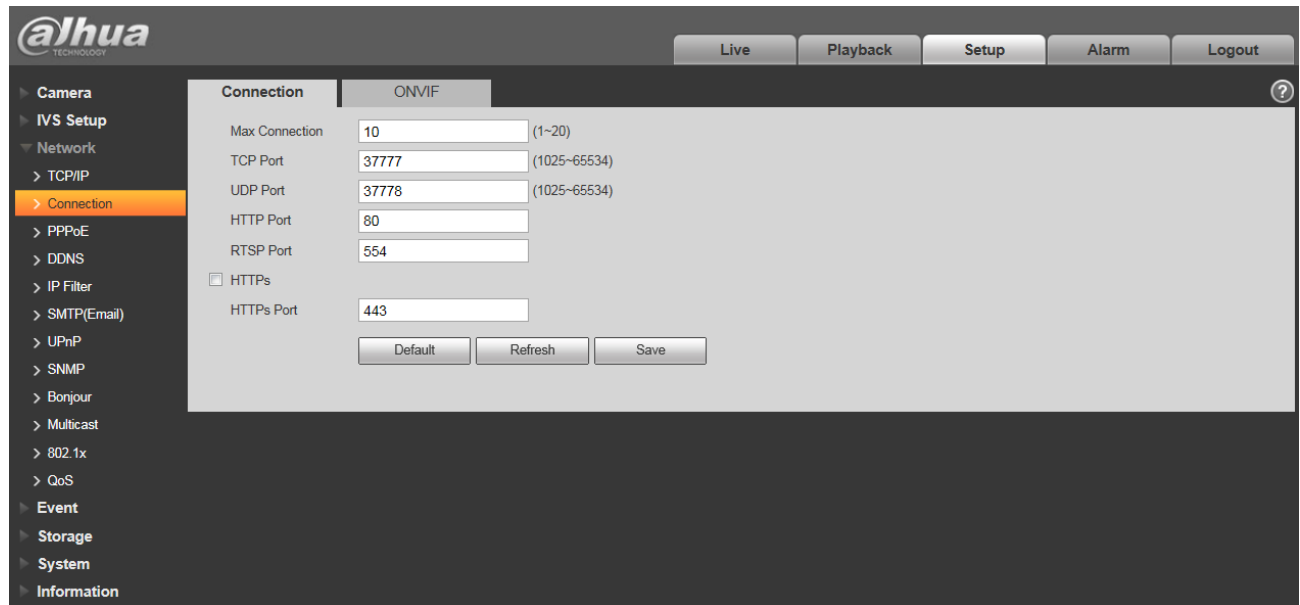 alhua
TECHNOLOGY
Live
Playback
Setup
Alarm
Logout
Camera
IVS Setup
Network
> TCP/IP
> Connection
> PPPoE
> DDNS
> IP Filter
> SMTP(Email)
> UPnP
> SNMP
> Bonjour
> Multicast
> 802.1x
> QoS
Event
Storage
System
Information
Connection
ONVIF
?
Max Connection 10 (1~20)
TCP Port 37777 (1025~65534)
UDP Port 37778 (1025~65534)
HTTP Port 80
RTSP Port 554
HTTPs
HTTPs Port 443
Default
Refresh
Save